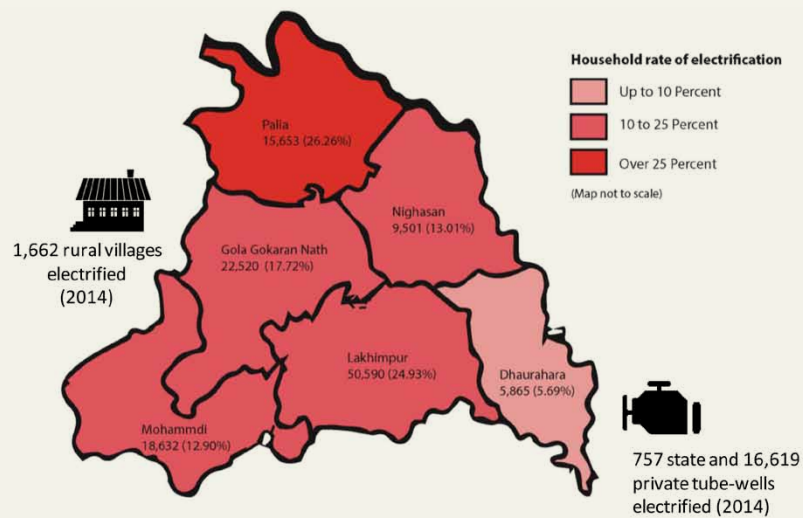 Household rate of electrification
Up to 10 Percent
10 to 25 Percent
Over 25 Percent
(Map not to scale)
Palia
15,653 (26.26%)
Nighasan
9,501 (13.01%)
1,662 rural villages
electrified
(2014)
Gola Gokaran Nath
22,520 (17.72%)
Lakhimpur
50,590 (24.93%)
Dhaurahara
5,865 (5.69%)
Mohammdi
18,632 (12.90%)
757 state and 16,619
private tube-wells
electrified (2014)